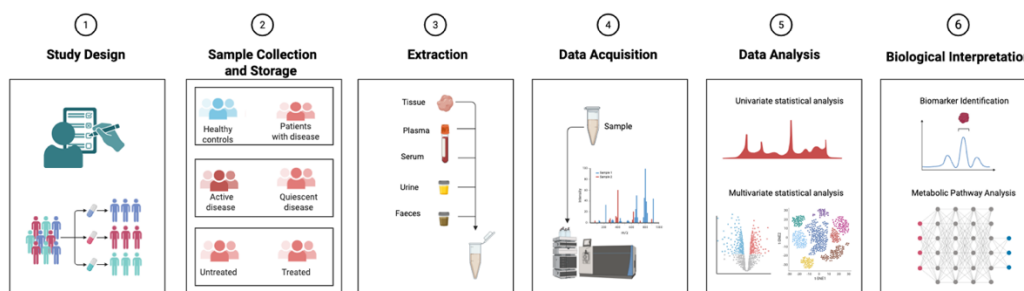 1
Study Design
2
Sample Collection
and Storage
Healthy
controls
Patients
with disease
Active
disease
Quiescent
disease
Untreated
Treated
3
Extraction
Tissue
Plasma
Serum
Urine
Faeces
4
Data Acquisition
Sample
5
Data Analysis
Univariate statistical analysis
Multivariate statistical analysis
6
Biological Interpretation
Biomarker Identification
Metabolic Pathway Analysis